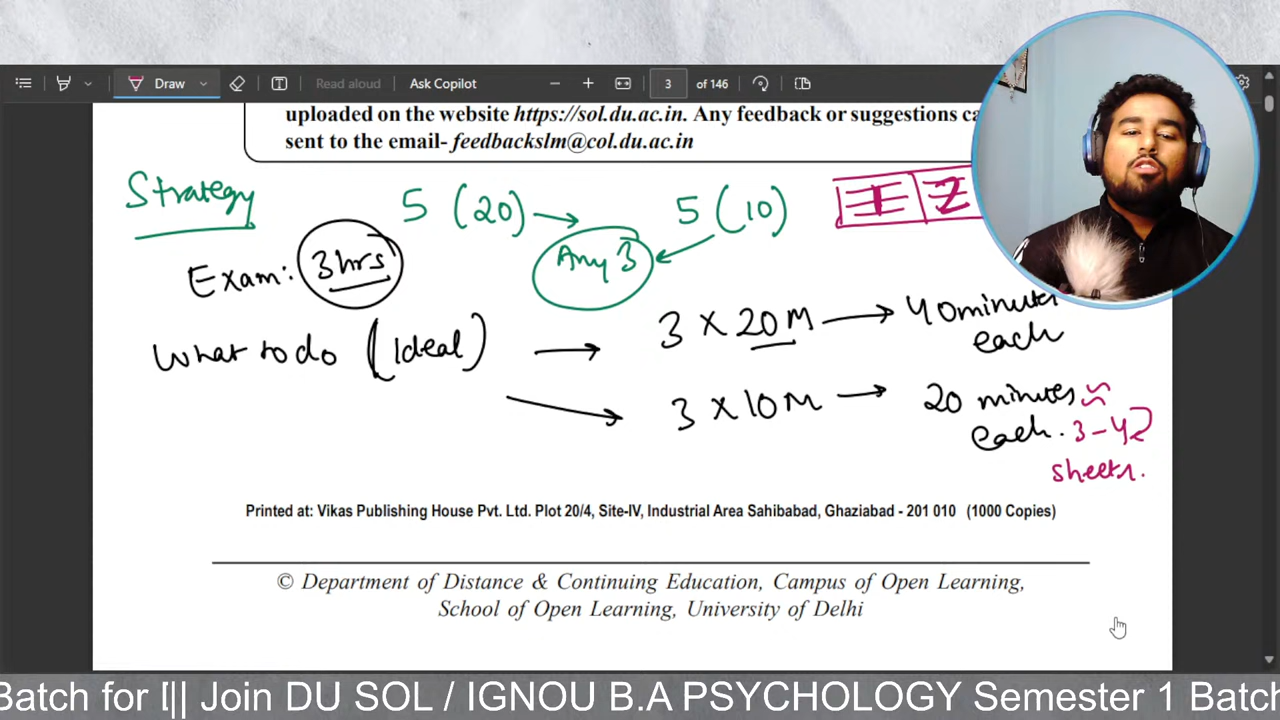 Draw
Read aloud
Ask Copilot
3
of 146
uploaded on the website https://sol.du.ac.in. Any feedback or suggestions ca
sent to the email- feedbackslm@col.du.ac.in
Strategy
5 (20)
5 (10)
Any 3
Exam: 3 hrs
What to do (Ideal)
3 X 20 M
40 minutes
each
3 X 10 M
20 minutes
each. 3-4
sheets.
Printed at: Vikas Publishing House Pvt. Ltd. Plot 20/4, Site-IV, Industrial Area Sahibabad, Ghaziabad - 201 010 (1000 Copies)
© Department of Distance & Continuing Education, Campus of Open Learning,
School of Open Learning, University of Delhi
Batch for [|| Join DU SOL / IGNOU B.A PSYCHOLOGY Semester 1 Batch